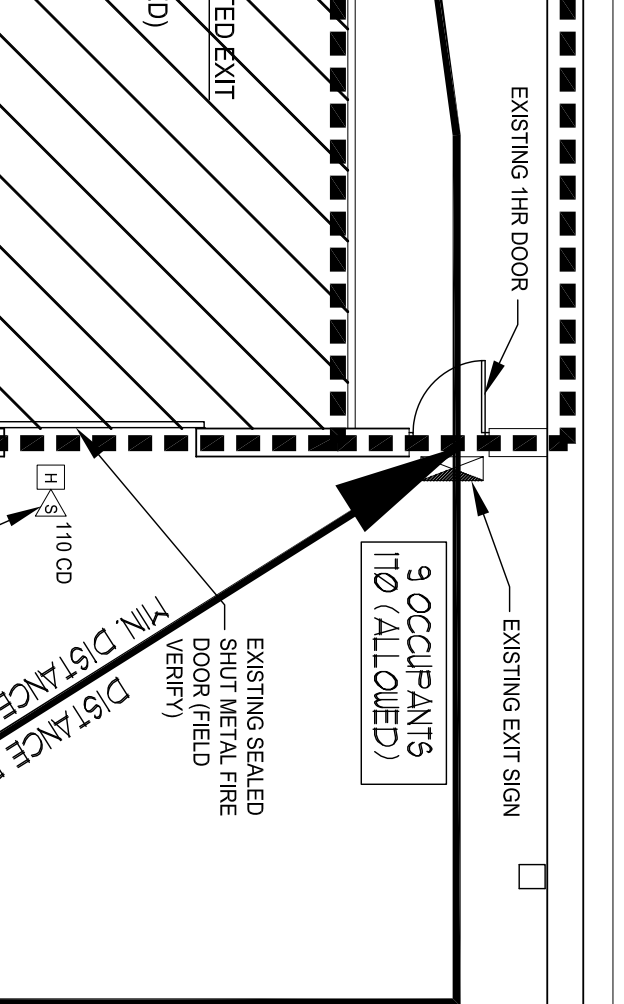 TED EXIT
D)
EXISTING 1HR DOOR
EXISTING EXIT SIGN
9 OCCUPANTS
170 (ALLOWED)
EXISTING SEALED
SHUT METAL FIRE
DOOR (FIELD
VERIFY)
H
S
110 CD
MIN. DISTANCE
DISTANCE